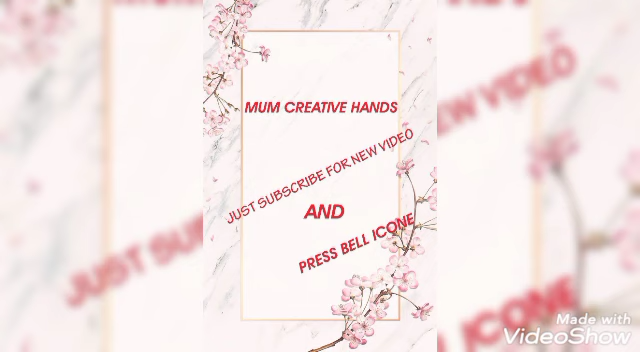 MUM CREATIVE HANDS
JUST SUBSCRIBE FOR NEW VIDEO
AND
PRESS BELL ICONE
Made with
VideoShow